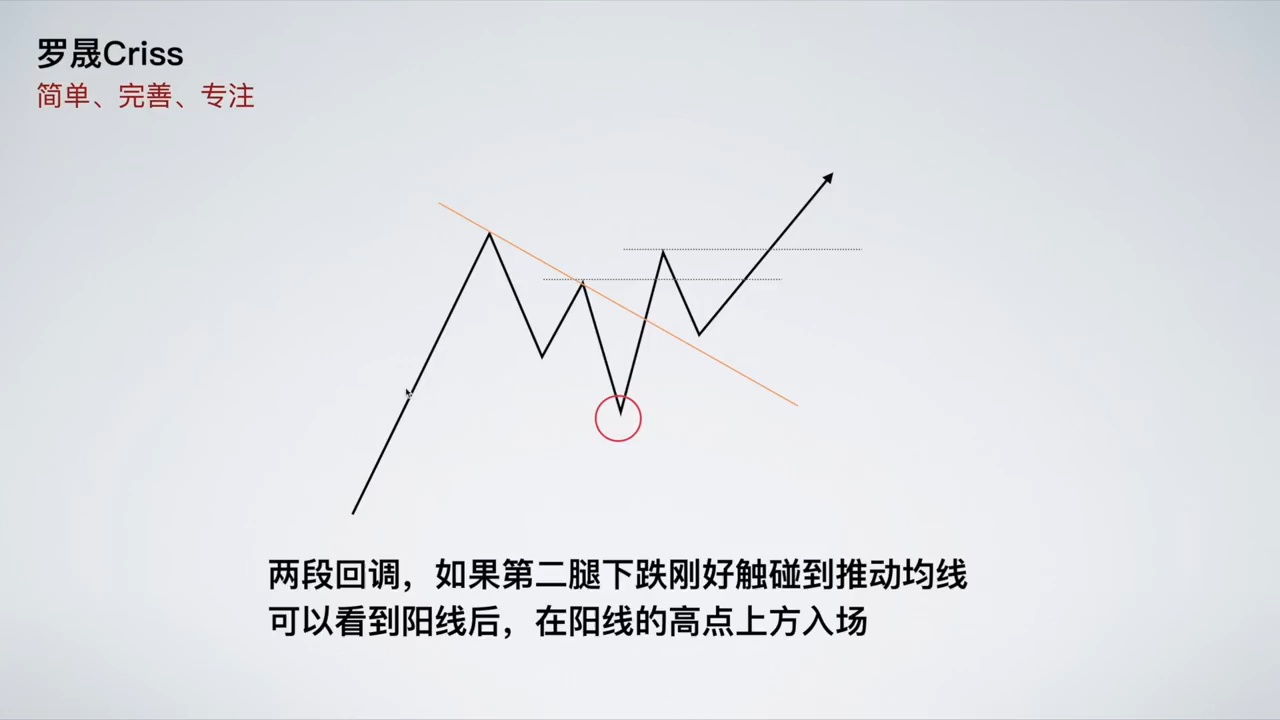 罗晟Criss
简单、完善、专注
两段回调，如果第二腿下跌刚好触碰到推动均线
可以看到阳线后，在阳线的高点上方入场